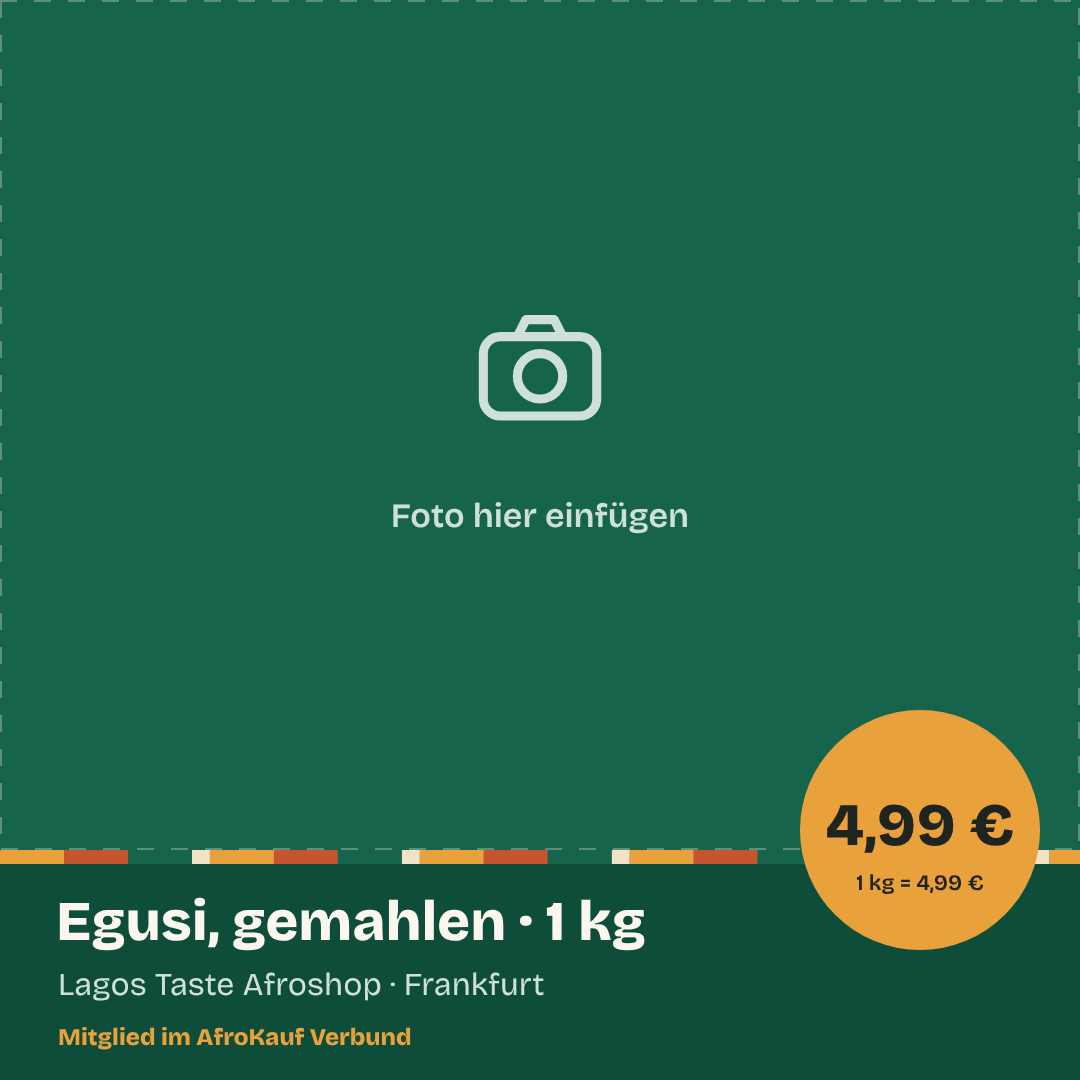 Foto hier einfügen
4,99 €
1 kg = 4,99 €
Egusi, gemahlen · 1 kg
Lagos Taste Afroshop · Frankfurt
Mitglied im AfroKauf Verbund